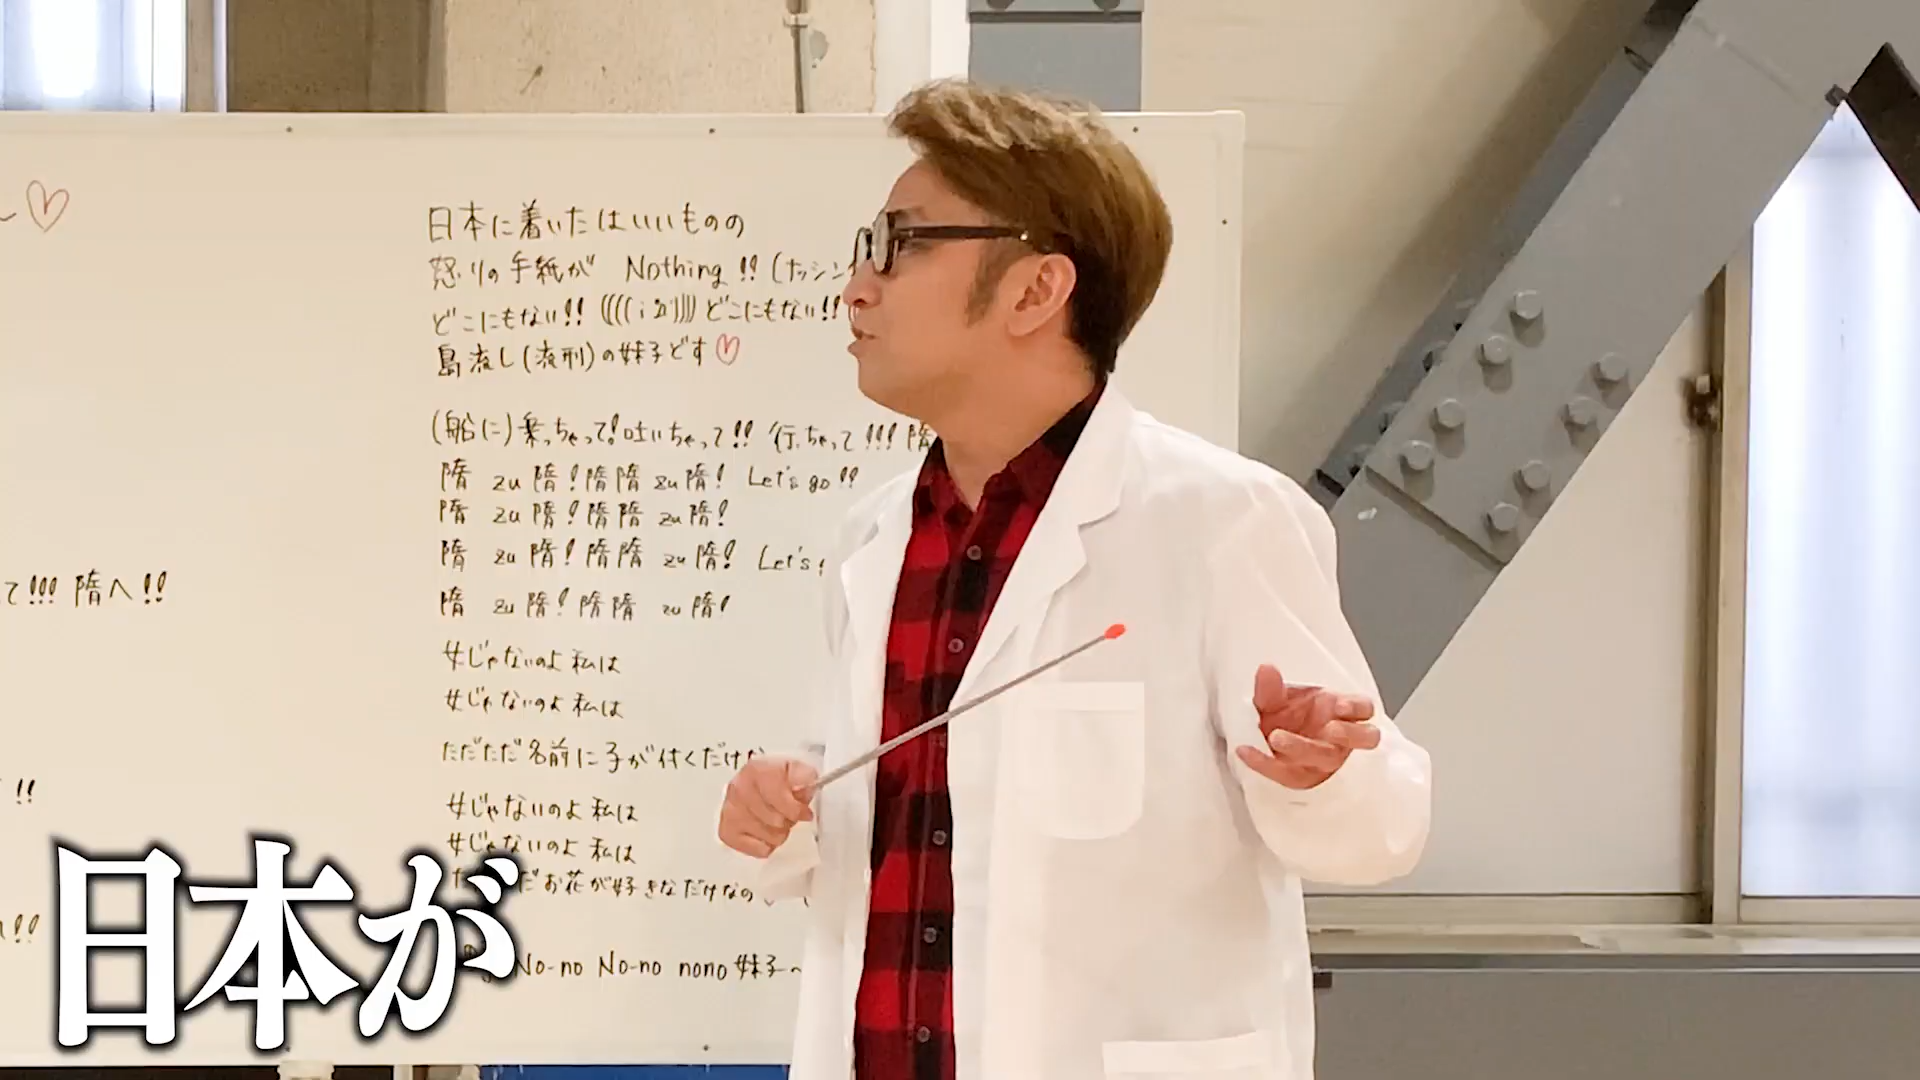 日本に着いたはいいものの
怒りの手紙が Nothing!! (ナッシン
どこにもない!! どこにもない!!
島流し(流刑)の妹子どす♡
(船に)乗っちゃって!吐いちゃって!! 行っちゃって!!! 隋
隋 zu 隋!隋隋 zu 隋! Let's go!!
隋 zu 隋!隋隋 zu 隋!
隋 zu 隋!隋隋 zu 隋! Let's
隋 zu 隋!隋隋 zu 隋!
女じゃないのよ 私は
女じゃないのよ 私は
ただただ 名前に子が付くだけな
女じゃないのよ 私は
女じゃないのよ 私は
だお花が好きなだけなの
No-no No-no nono 妹子~
て!!! 隋へ!!
!!
!!
日本が